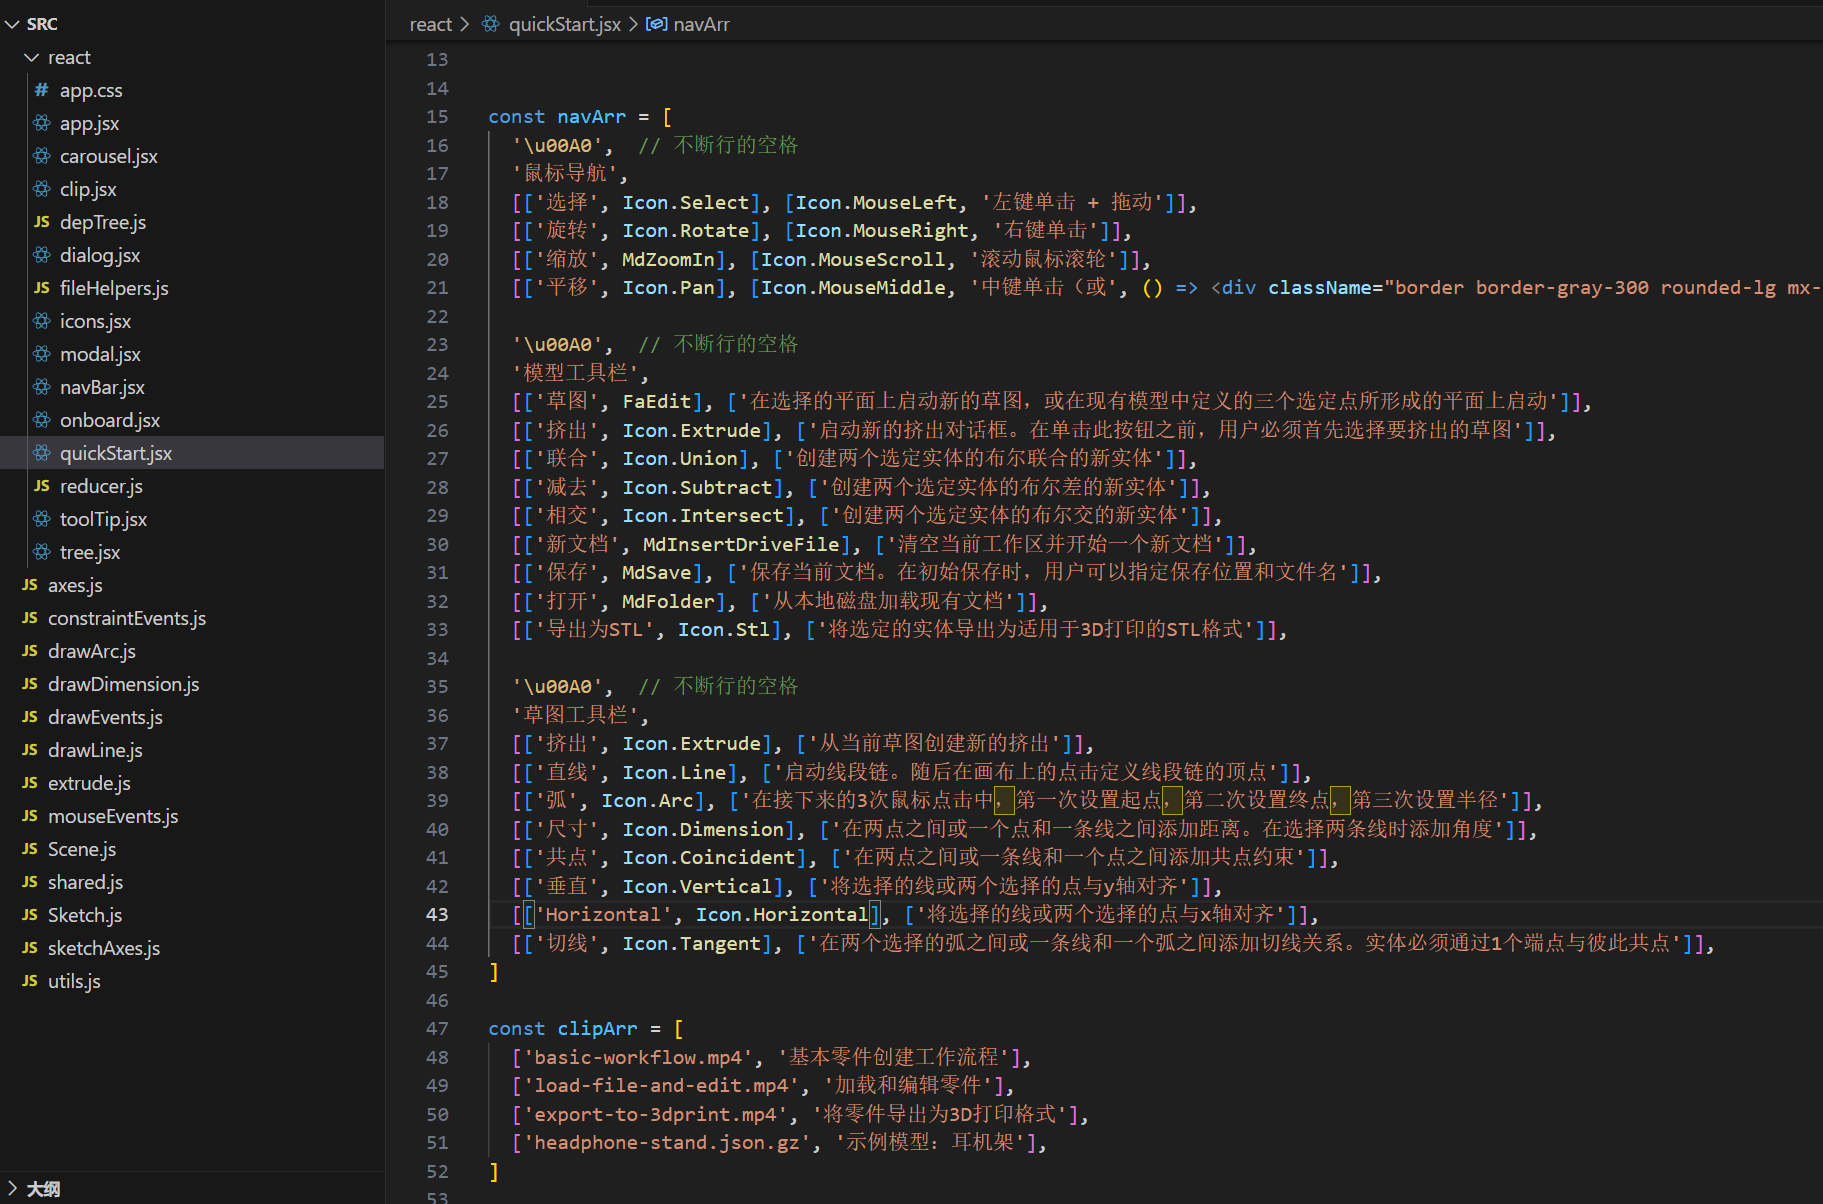 SRC
react
app.css
app.jsx
carousel.jsx
clip.jsx
depTree.js
dialog.jsx
fileHelpers.js
icons.jsx
modal.jsx
navBar.jsx
onboard.jsx
quickStart.jsx
reducer.js
toolTip.jsx
tree.jsx
axes.js
constraintEvents.js
drawArc.js
drawDimension.js
drawEvents.js
drawLine.js
extrude.js
mouseEvents.js
Scene.js
shared.js
Sketch.js
sketchAxes.js
utils.js
大纲
react > quickStart.jsx > navArr
13
14
15 const navArr = [
16 '\u00A0',  // 不断行的空格
17 '鼠标导航',
18 [['选择', Icon.Select], [Icon.MouseLeft, '左键单击 + 拖动']],
19 [['旋转', Icon.Rotate], [Icon.MouseRight, '右键单击']],
20 [['缩放', MdZoomIn], [Icon.MouseScroll, '滚动鼠标滚轮']],
21 [['平移', Icon.Pan], [Icon.MouseMiddle, '中键单击（或', () => <div className="border border-gray-300 rounded-lg mx-
22
23 '\u00A0',  // 不断行的空格
24 '模型工具栏',
25 [['草图', FaEdit], ['在选择的平面上启动新的草图，或在现有模型中定义的三个选定点所形成的平面上启动']],
26 [['挤出', Icon.Extrude], ['启动新的挤出对话框。在单击此按钮之前，用户必须首先选择要挤出的草图']],
27 [['联合', Icon.Union], ['创建两个选定实体的布尔联合的新实体']],
28 [['减去', Icon.Subtract], ['创建两个选定实体的布尔差的新实体']],
29 [['相交', Icon.Intersect], ['创建两个选定实体的布尔交的新实体']],
30 [['新文档', MdInsertDriveFile], ['清空当前工作区并开始一个新文档']],
31 [['保存', MdSave], ['保存当前文档。在初始保存时，用户可以指定保存位置和文件名']],
32 [['打开', MdFolder], ['从本地磁盘加载现有文档']],
33 [['导出为STL', Icon.Stl], ['将选定的实体导出为适用于3D打印的STL格式']],
34
35 '\u00A0',  // 不断行的空格
36 '草图工具栏',
37 [['挤出', Icon.Extrude], ['从当前草图创建新的挤出']],
38 [['直线', Icon.Line], ['启动线段链。随后在画布上的点击定义线段链的顶点']],
39 [['弧', Icon.Arc], ['在接下来的3次鼠标点击中，第一次设置起点，第二次设置终点，第三次设置半径']],
40 [['尺寸', Icon.Dimension], ['在两点之间或一个点和一条线之间添加距离。在选择两条线时添加角度']],
41 [['共点', Icon.Coincident], ['在两点之间或一条线和一个点之间添加共点约束']],
42 [['垂直', Icon.Vertical], ['将选择的线或两个选择的点与y轴对齐']],
43 [['Horizontal', Icon.Horizontal], ['将选择的线或两个选择的点与x轴对齐']],
44 [['切线', Icon.Tangent], ['在两个选择的弧之间或一条线和一个弧之间添加切线关系。实体必须通过1个端点与彼此共点']],
45 ]
46
47 const clipArr = [
48 ['basic-workflow.mp4', '基本零件创建工作流程'],
49 ['load-file-and-edit.mp4', '加载和编辑零件'],
50 ['export-to-3dprint.mp4', '将零件导出为3D打印格式'],
51 ['headphone-stand.json.gz', '示例模型：耳机架'],
52 ]
53